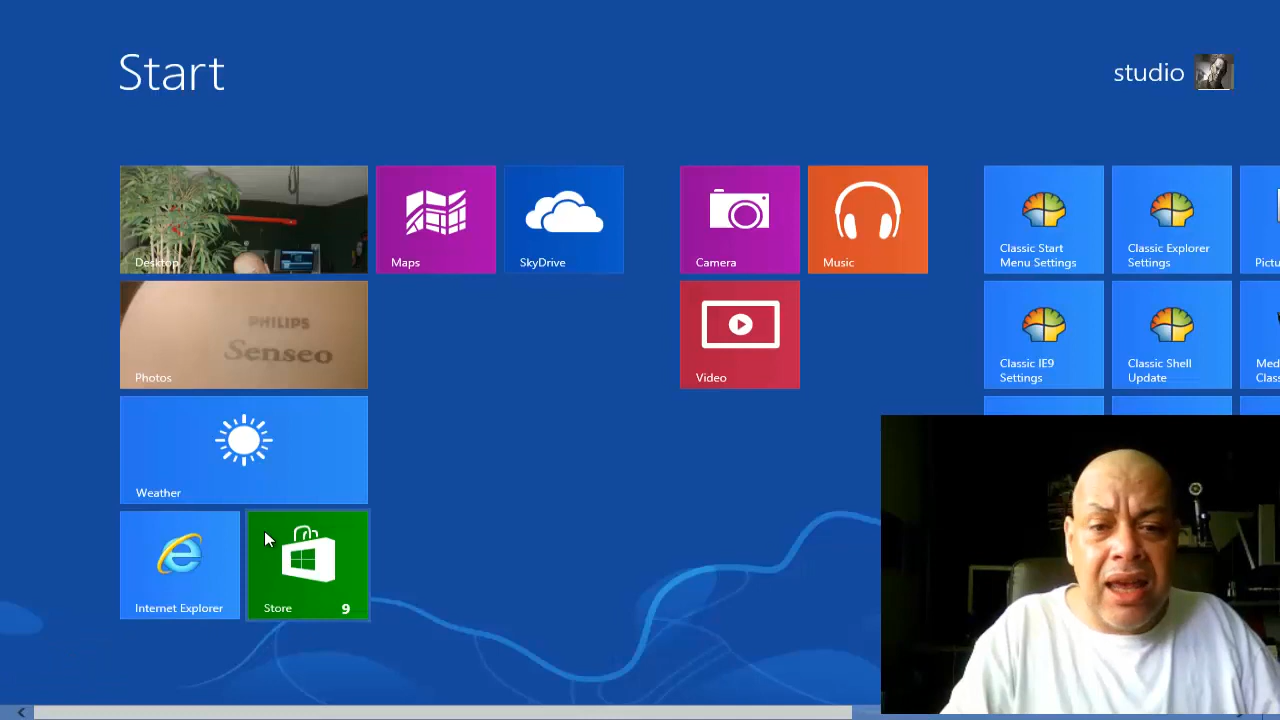 Start
studio
Desktop
Maps
SkyDrive
Camera
Music
Classic Start
Menu Settings
Classic Explorer
Settings
PHILIPS
Senseo
Photos
Video
Classic IE9
Settings
Classic Shell
Update
Weather
Internet Explorer
Store
9